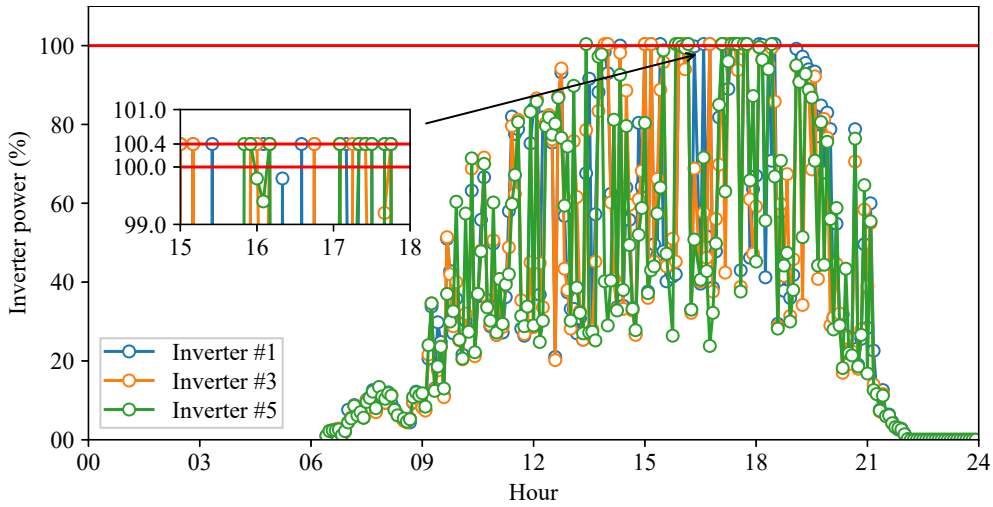 Inverter power (%)
100
80
60
40
20
00
101.0
100.4
100.0
99.0
15 16 17 18
Inverter #1
Inverter #3
Inverter #5
00 03 06 09 12 15 18 21 24
Hour